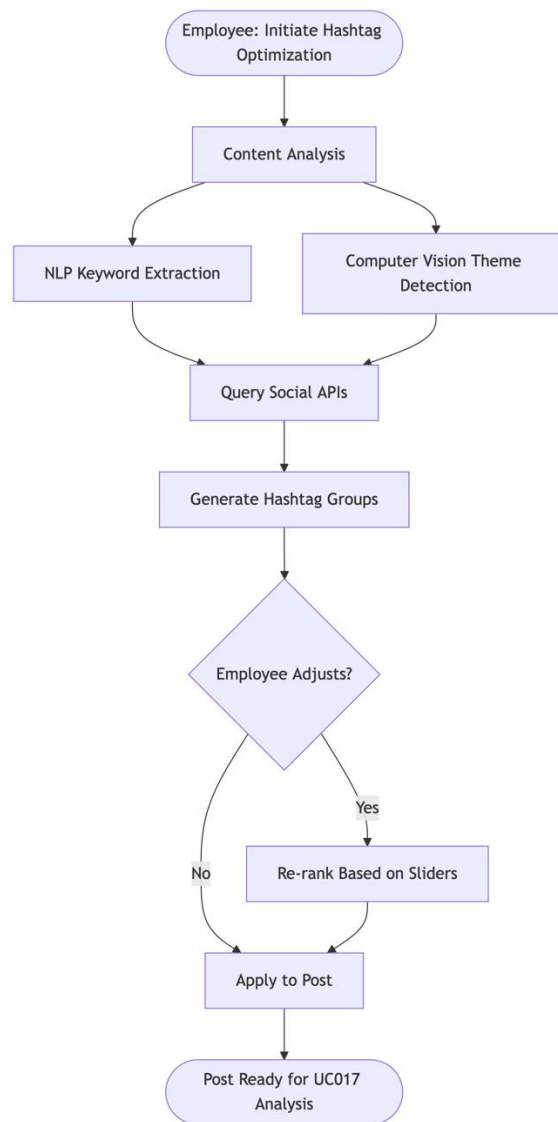 Employee: Initiate Hashtag
Optimization
Content Analysis
NLP Keyword Extraction
Computer Vision Theme
Detection
Query Social APIs
Generate Hashtag Groups
Employee Adjusts?
Yes
No
Re-rank Based on Sliders
Apply to Post
Post Ready for UC017
Analysis